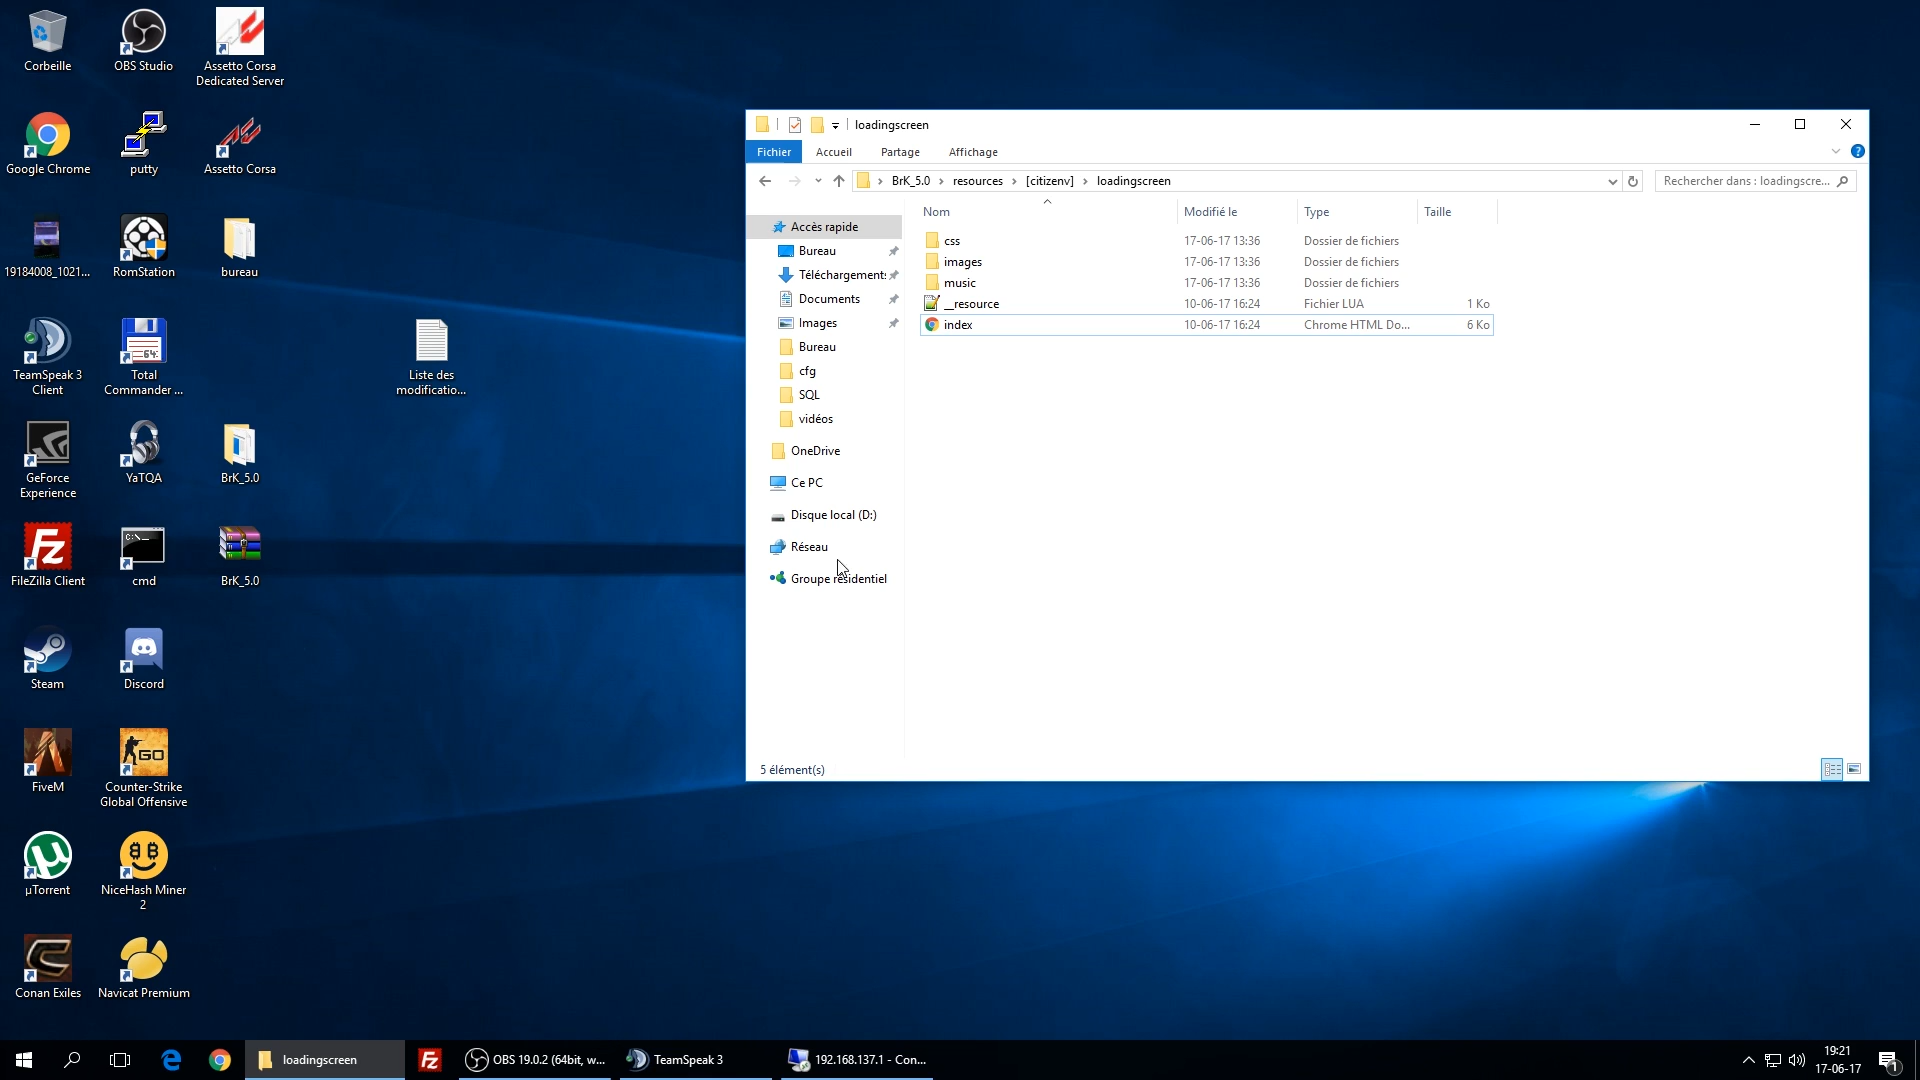 Corbeille
OBS Studio
Assetto Corsa
Dedicated Server
Google Chrome
putty
Assetto Corsa
19184008_1021...
RomStation
bureau
TeamSpeak 3
Client
64:
Total
Commander ...
Liste des
modificatio...
GeForce
Experience
YaTQA
BrK_5.0
Fz
FileZilla Client
C:\_
cmd
BrK_5.0
Steam
Discord
FiveM
GO
Counter-Strike
Global Offensive
µTorrent
NiceHash Miner
2
Conan Exiles
Navicat Premium
loadingscreen
Fichier
Accueil
Partage
Affichage
BrK_5.0
resources
[citizenv]
loadingscreen
Rechercher dans : loadingscre...
Nom
Modifié le
Type
Taille
css
17-06-17 13:36
Dossier de fichiers
images
17-06-17 13:36
Dossier de fichiers
music
17-06-17 13:36
Dossier de fichiers
__resource
10-06-17 16:24
Fichier LUA
1 Ko
index
10-06-17 16:24
Chrome HTML Do...
6 Ko
Accès rapide
Bureau
Téléchargements
Documents
Images
Bureau
cfg
SQL
vidéos
OneDrive
Ce PC
Disque local (D:)
Réseau
Groupe résidentiel
5 élément(s)
loadingscreen
Fz
OBS 19.0.2 (64bit, w...
TeamSpeak 3
192.168.137.1 - Con...
19:21
17-06-17
1